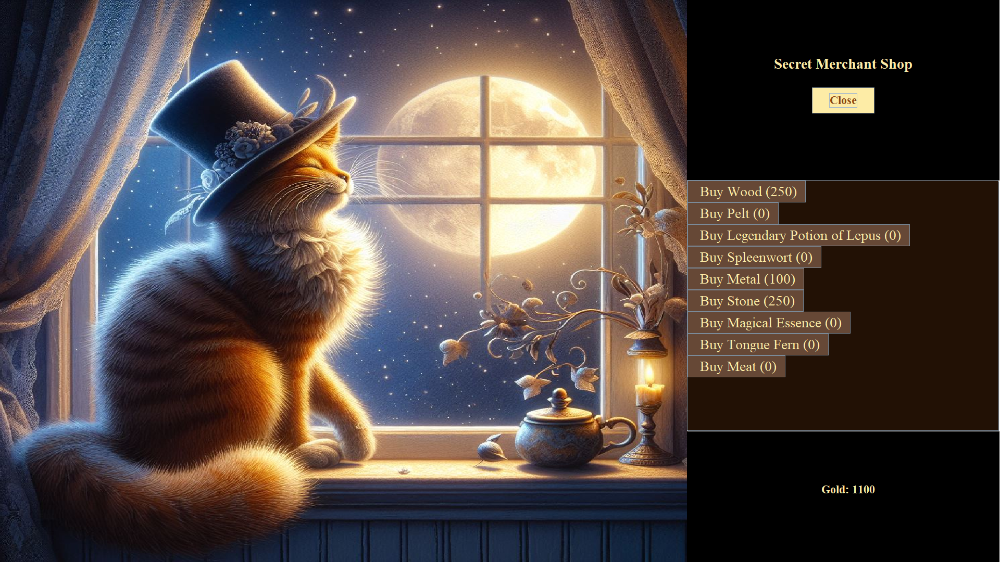 Secret Merchant Shop
Close
Buy Wood (250)
Buy Pelt (0)
Buy Legendary Potion of Lepus (0)
Buy Spleenwort (0)
Buy Metal (100)
Buy Stone (250)
Buy Magical Essence (0)
Buy Tongue Fern (0)
Buy Meat (0)
Gold: 1100